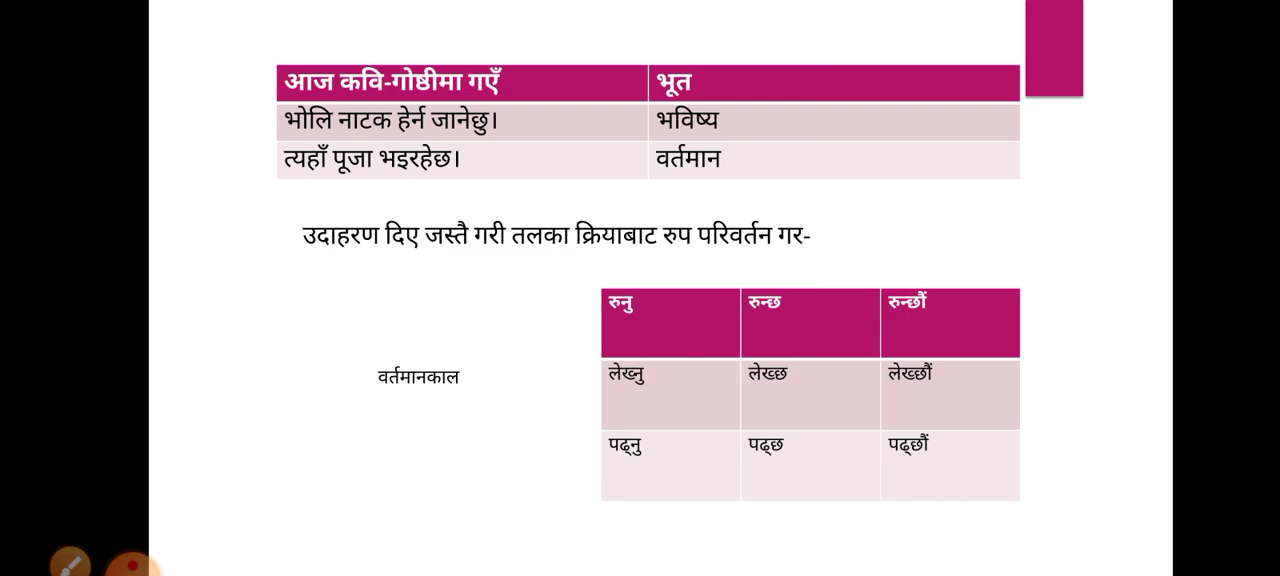 आज कवि-गोष्ठीमा गएँ भूत
भोलि नाटक हेर्न जानेछु। भविष्य
त्यहाँ पूजा भइरहेछ। वर्तमान
उदाहरण दिए जस्तै गरी तलका क्रियाबाट रुप परिवर्तन गर-
रुनु रुन्छ रुन्छौं
वर्तमानकाल लेख्नु लेख्छ लेख्छौं
पढ्नु पढ्छ पढ्छौं